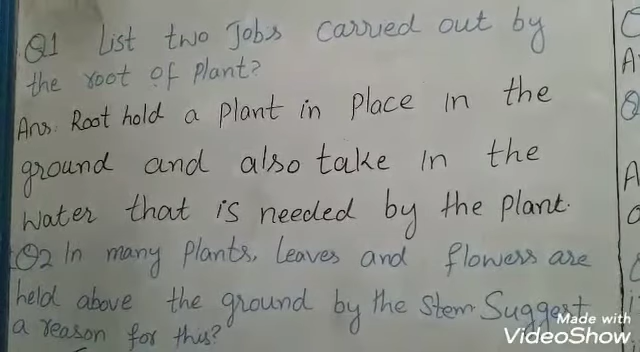 Q1 List two Jobs carried out by
the root of plant?
Ans. Root hold a plant in place in the
ground and also take in the
water that is needed by the plant.
Q2 In many plants, leaves and flowers are
held above the ground by the stem Suggest
a reason for this?
Made with
VideoShow